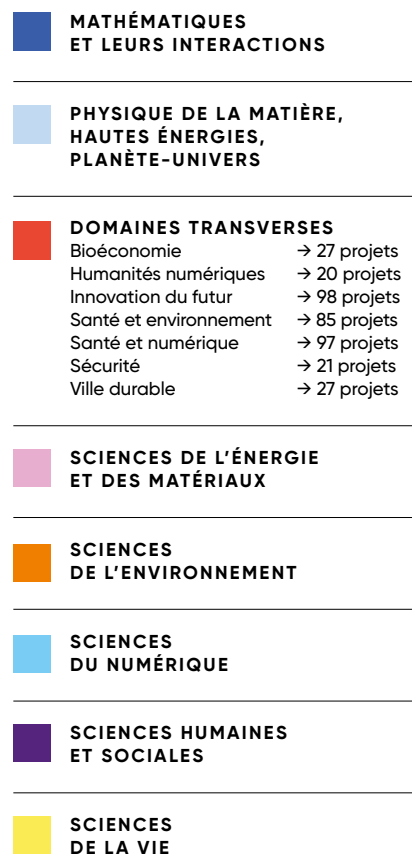 MATHÉMATIQUES
ET LEURS INTERACTIONS
PHYSIQUE DE LA MATIÈRE,
HAUTES ÉNERGIES,
PLANÈTE-UNIVERS
DOMAINES TRANSVERSES
Bioéconomie → 27 projets
Humanités numériques → 20 projets
Innovation du futur → 98 projets
Santé et environnement → 85 projets
Santé et numérique → 97 projets
Sécurité → 21 projets
Ville durable → 27 projets
SCIENCES DE L'ÉNERGIE
ET DES MATÉRIAUX
SCIENCES
DE L'ENVIRONNEMENT
SCIENCES
DU NUMÉRIQUE
SCIENCES HUMAINES
ET SOCIALES
SCIENCES
DE LA VIE